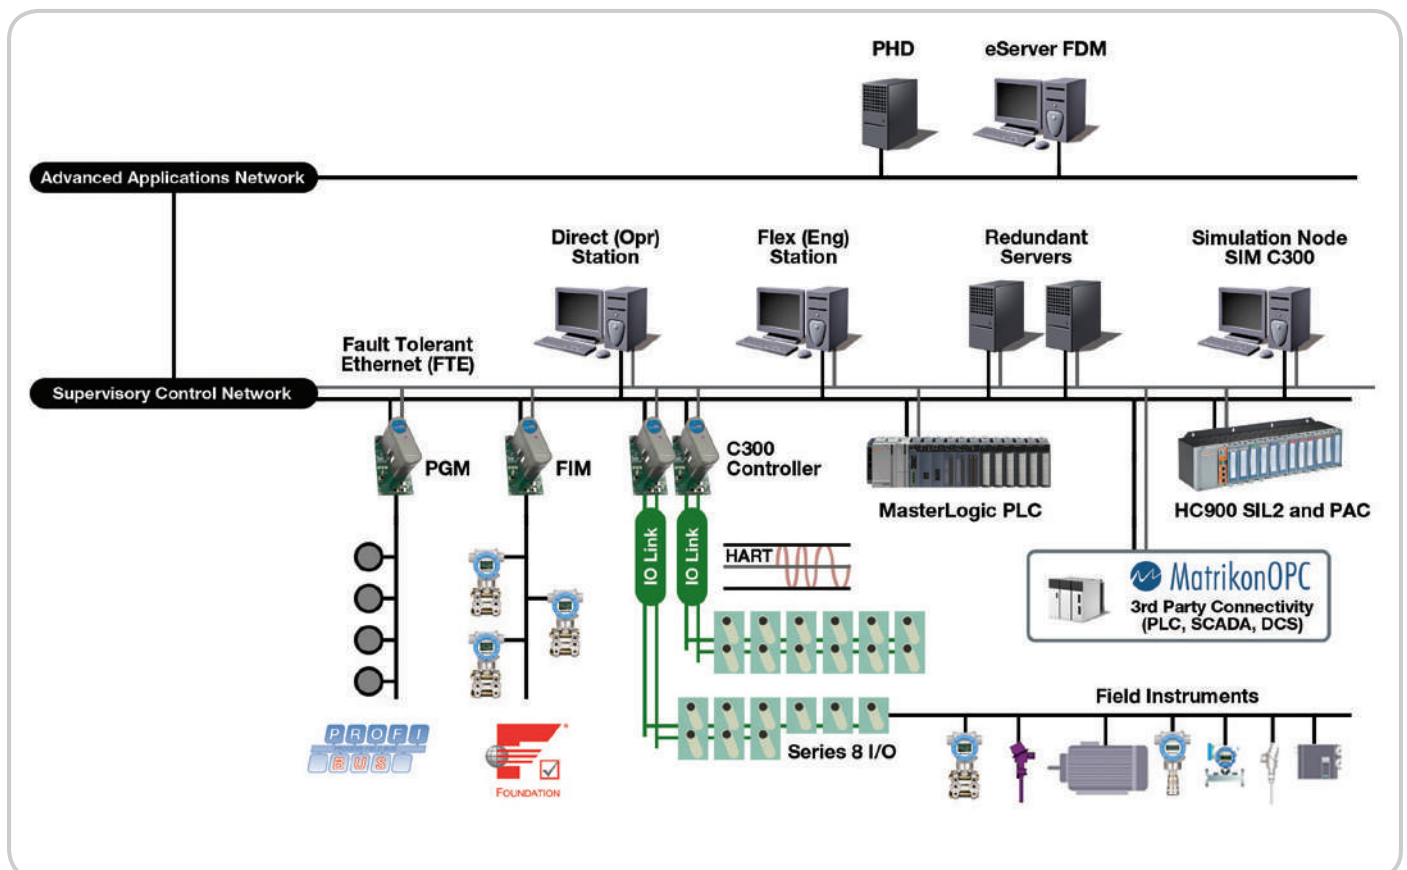 PHD
eServer FDM
Advanced Applications Network
Direct (Opr)
Station
Flex (Eng)
Station
Redundant
Servers
Simulation Node
SIM C300
Fault Tolerant
Ethernet (FTE)
Supervisory Control Network
PGM
FIM
C300
Controller
MasterLogic PLC
HC900 SIL2 and PAC
IO Link
IO Link
HART
MatrikonOPC
3rd Party Connectivity
(PLC, SCADA, DCS)
Field Instruments
Series 8 I/O
PROFI
BUS
FOUNDATION